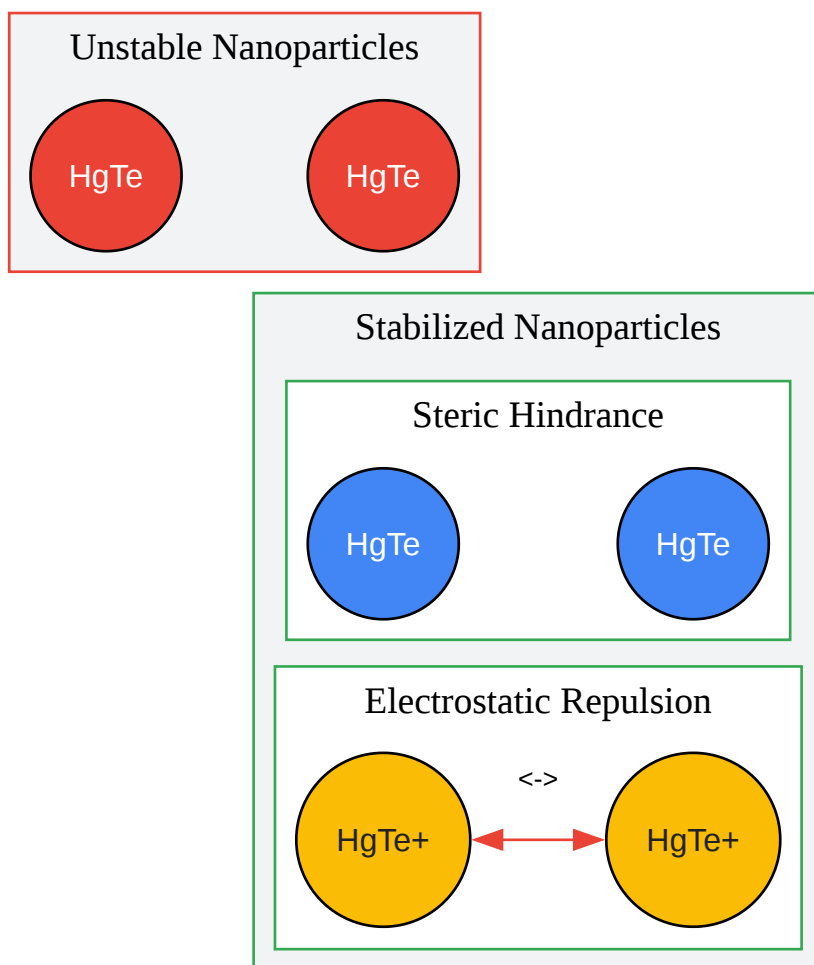 Unstable Nanoparticles
HgTe HgTe
Stabilized Nanoparticles
Steric Hindrance
HgTe HgTe
Electrostatic Repulsion
<->
HgTe+ HgTe+